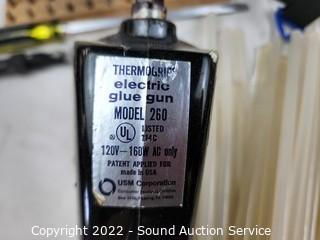 THERMOGRIP
electric
glue gun
MODEL 260
UL LISTED
®
120V-160W AC only
PATENT APPLIED FOR
made in USA
USM Corporation
Copyright 2022 - Sound Auction Service